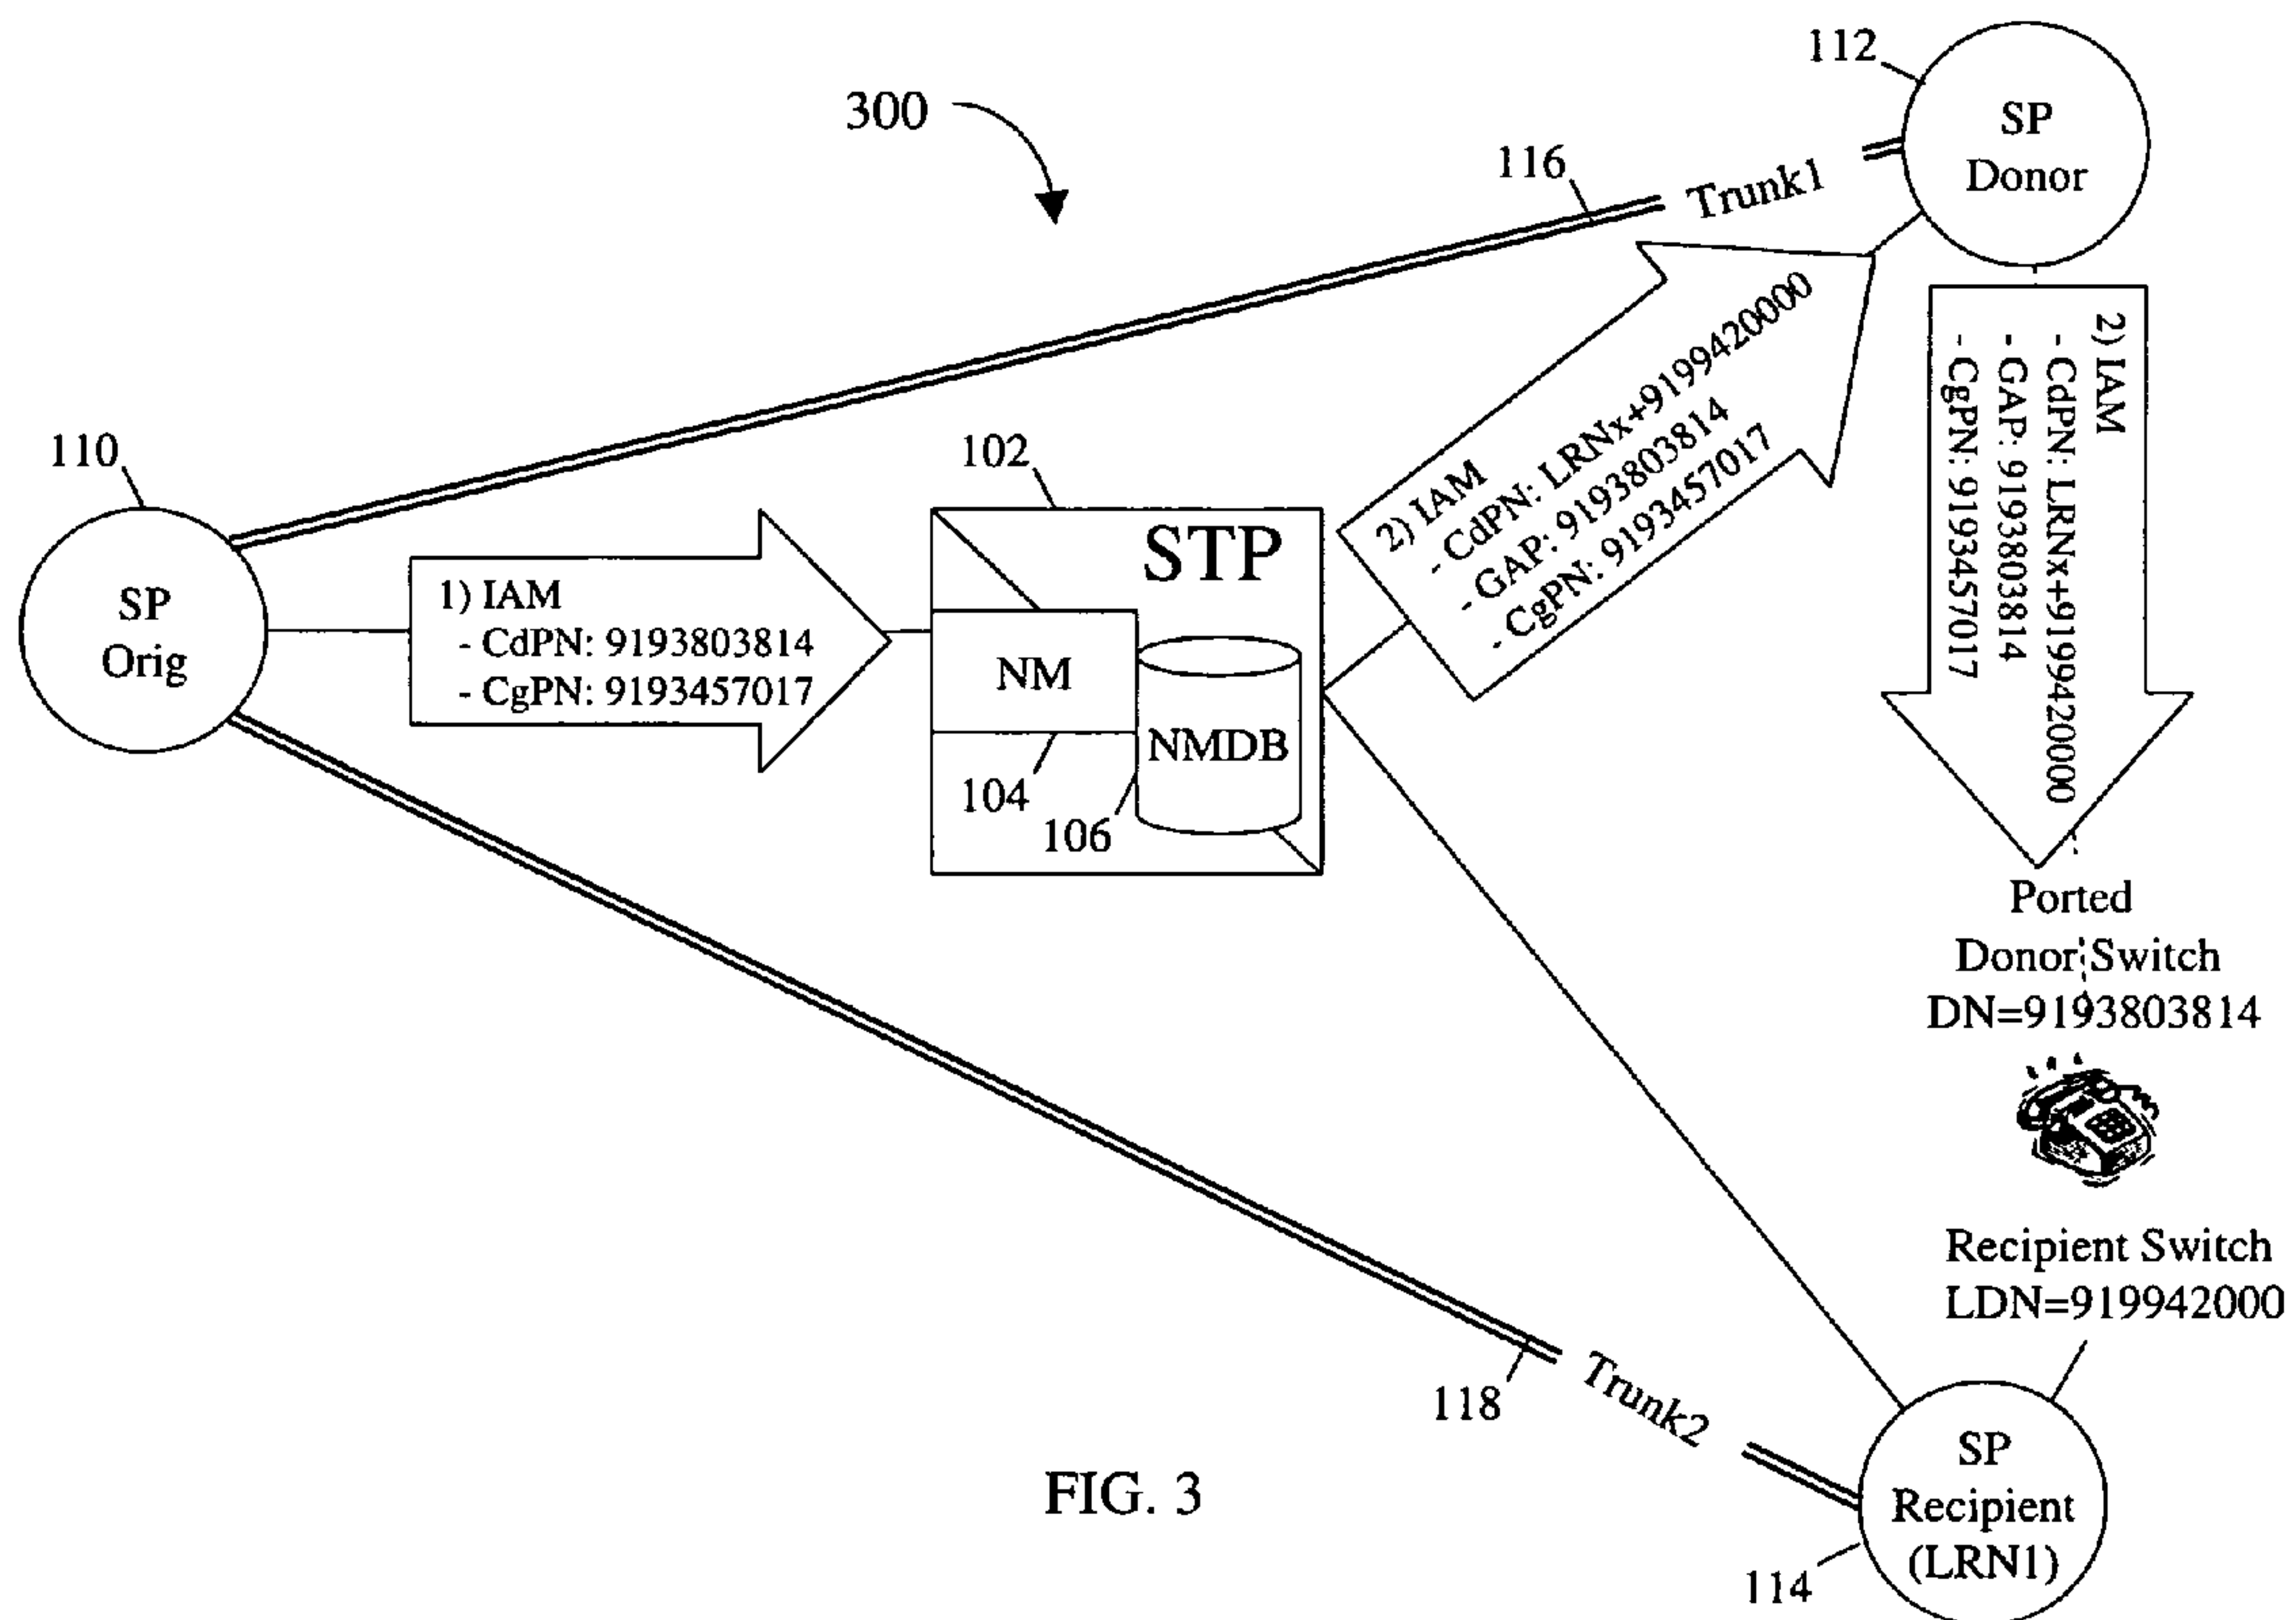 112
SP
Donor
300
116
Trunk1
110
SP
Orig
1) IAM
- CdPN: 9193803814
- CgPN: 9193457017
102
STP
NM
NMDB
104
106
2) IAM
- CdPN: LRNx+9199420000
- GAP: 9193803814
- CgPN: 9193457017
2) IAM
- CdPN: LRNx+9199420000
- GAP: 9193803814
- CgPN: 9193457017
Ported
Donor Switch
DN=9193803814
Recipient Switch
LDN=919942000
118
Trunk2
SP
Recipient
(LRN1)
114
FIG. 3